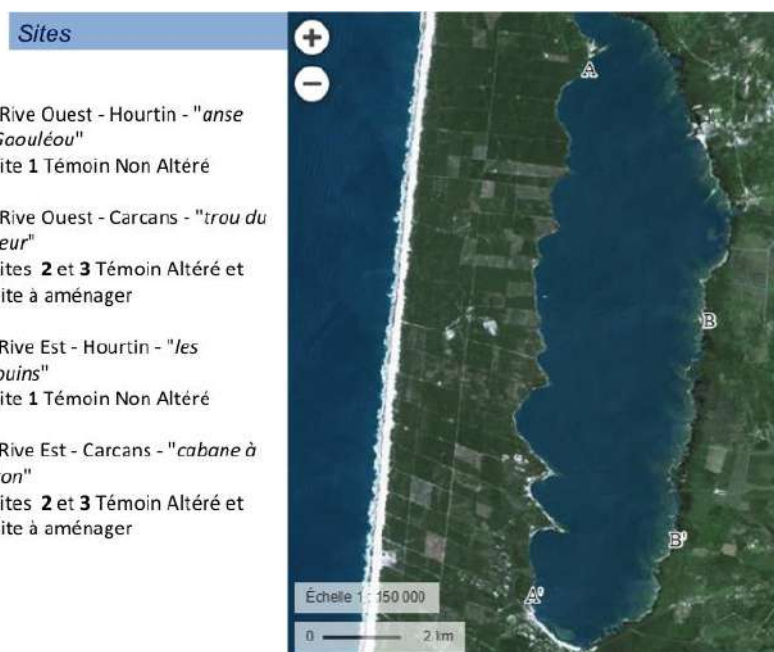 Sites
Rive Ouest - Hourtin - "anse
Gaouléou"
ite 1 Témoin Non Altéré
Rive Ouest - Carcans - "trou du
eur"
ites 2 et 3 Témoin Altéré et
ite à aménager
Rive Est - Hourtin - "les
ouins"
ite 1 Témoin Non Altéré
Rive Est - Carcans - "cabane à
on"
ites 2 et 3 Témoin Altéré et
ite à aménager
+
−
A
B
B'
A'
Échelle 1 : 150 000
0 2 km